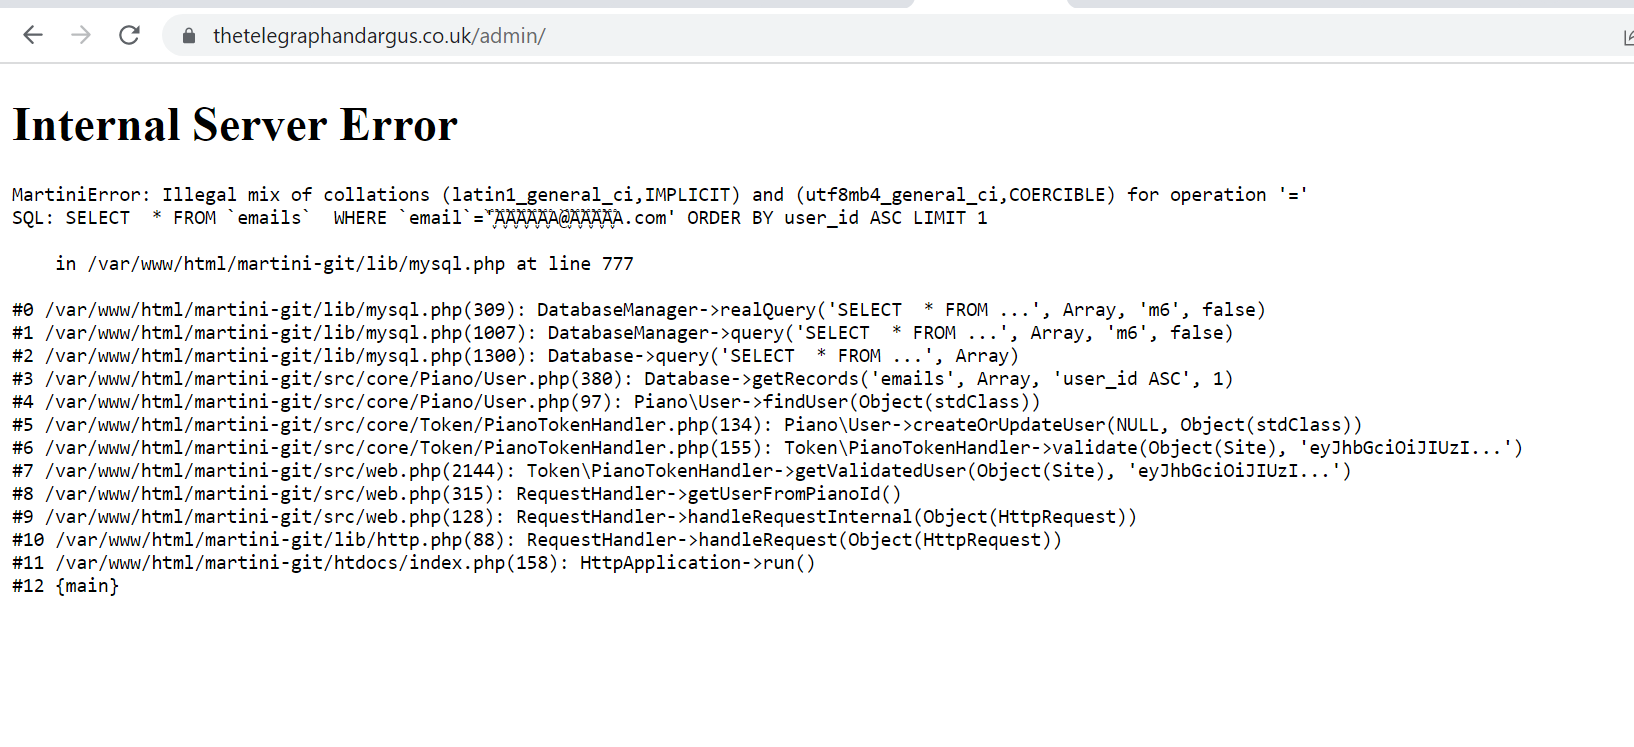 thetelegraphandargus.co.uk/admin/
Internal Server Error
MartiniError: Illegal mix of collations (latin1_general_ci,IMPLICIT) and (utf8mb4_general_ci,COERCIBLE) for operation '='
SQL: SELECT  * FROM `emails`  WHERE `email`= .com' ORDER BY user_id ASC LIMIT 1
in /var/www/html/martini-git/lib/mysql.php at line 777
#0 /var/www/html/martini-git/lib/mysql.php(309): DatabaseManager->realQuery('SELECT  * FROM ...', Array, 'm6', false)
#1 /var/www/html/martini-git/lib/mysql.php(1007): DatabaseManager->query('SELECT  * FROM ...', Array, 'm6', false)
#2 /var/www/html/martini-git/lib/mysql.php(1300): Database->query('SELECT  * FROM ...', Array)
#3 /var/www/html/martini-git/src/core/Piano/User.php(380): Database->getRecords('emails', Array, 'user_id ASC', 1)
#4 /var/www/html/martini-git/src/core/Piano/User.php(97): Piano\User->findUser(Object(stdClass))
#5 /var/www/html/martini-git/src/core/Token/PianoTokenHandler.php(134): Piano\User->createOrUpdateUser(NULL, Object(stdClass))
#6 /var/www/html/martini-git/src/core/Token/PianoTokenHandler.php(155): Token\PianoTokenHandler->validate(Object(Site), 'eyJhbGciOiJIUzI...')
#7 /var/www/html/martini-git/src/web.php(2144): Token\PianoTokenHandler->getValidatedUser(Object(Site), 'eyJhbGciOiJIUzI...')
#8 /var/www/html/martini-git/src/web.php(315): RequestHandler->getUserFromPianoId()
#9 /var/www/html/martini-git/src/web.php(128): RequestHandler->handleRequestInternal(Object(HttpRequest))
#10 /var/www/html/martini-git/lib/http.php(88): RequestHandler->handleRequest(Object(HttpRequest))
#11 /var/www/html/martini-git/htdocs/index.php(158): HttpApplication->run()
#12 {main}